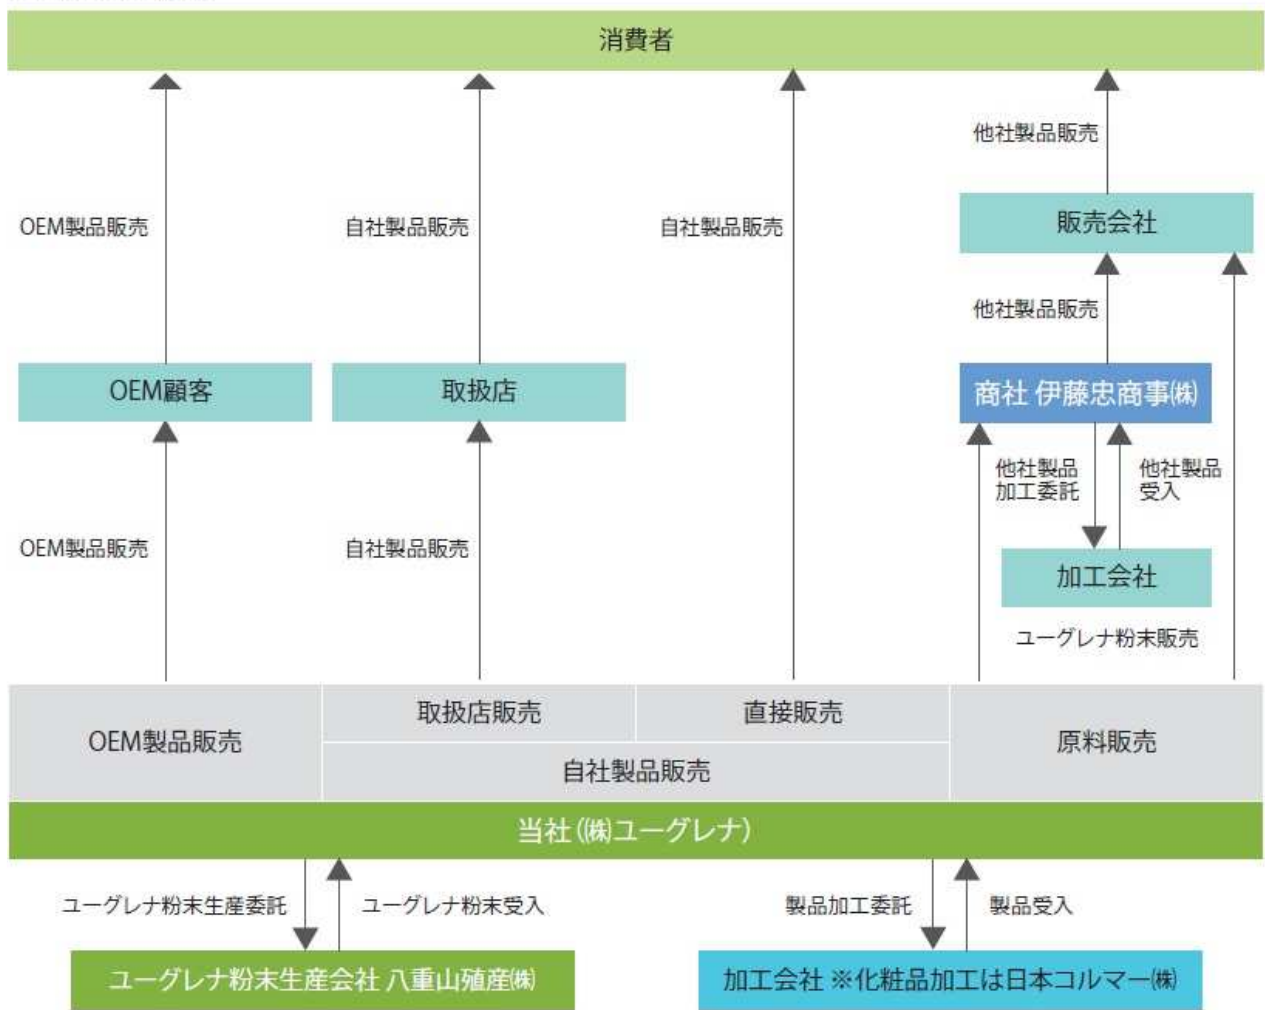 消費者
他社製品販売
OEM製品販売
自社製品販売
自社製品販売
販売会社
他社製品販売
OEM顧客
取扱店
商社 伊藤忠商事㈱
他社製品
加工委託
他社製品
受入
OEM製品販売
自社製品販売
加工会社
ユーグレナ粉末販売
OEM製品販売
取扱店販売
直接販売
原料販売
自社製品販売
当社（㈱ユーグレナ）
ユーグレナ粉末生産委託
ユーグレナ粉末受入
製品加工委託
製品受入
ユーグレナ粉末生産会社 八重山殖産㈱
加工会社 ※化粧品加工は日本コルマー㈱